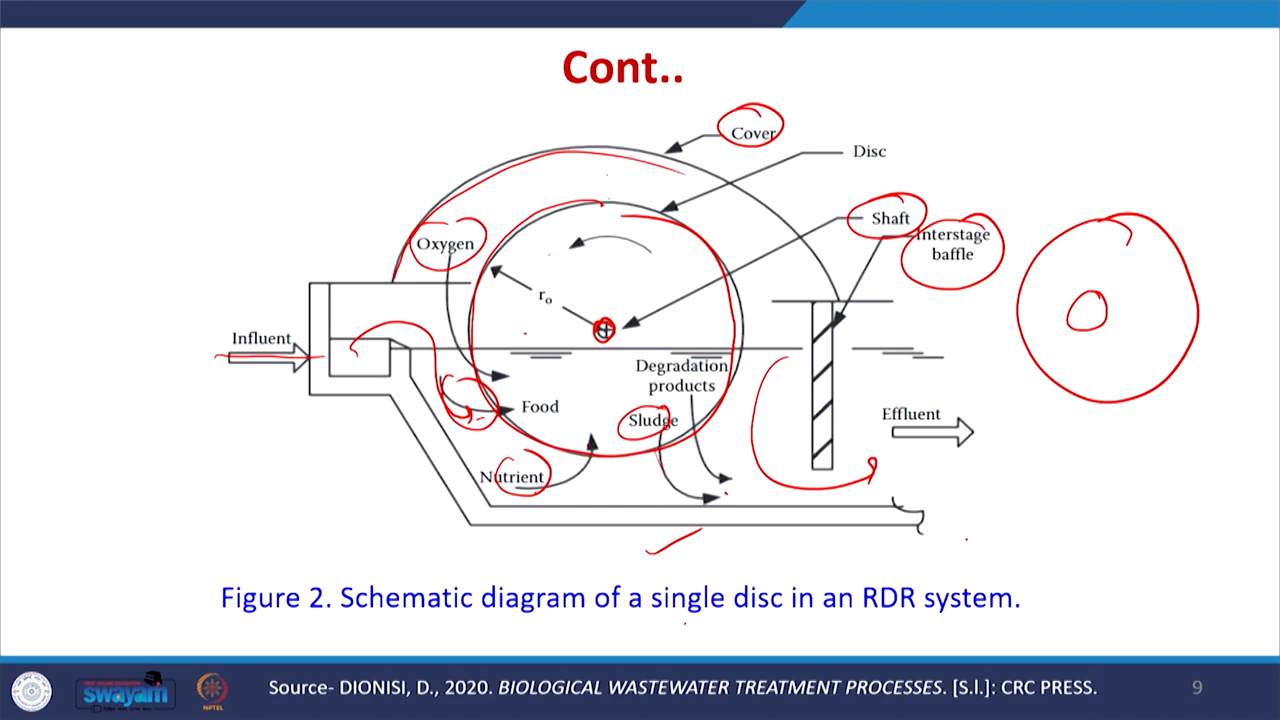 Cont..
Cover
Disc
Shaft
Oxygen
Interstage
baffle
r₀
Influent
Degradation
products
Food
Sludge
Effluent
Nutrient
Figure 2. Schematic diagram of a single disc in an RDR system.
swayam
NPTEL
Source- DIONISI, D., 2020. BIOLOGICAL WASTEWATER TREATMENT PROCESSES. [S.l.]: CRC PRESS.
9